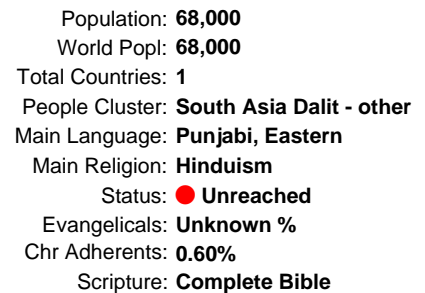 Population: 68,000
World Popl: 68,000
Total Countries: 1
People Cluster: South Asia Dalit - other
Main Language: Punjabi, Eastern
Main Religion: Hinduism
Status: Unreached
Evangelicals: Unknown %
Chr Adherents: 0.60%
Scripture: Complete Bible